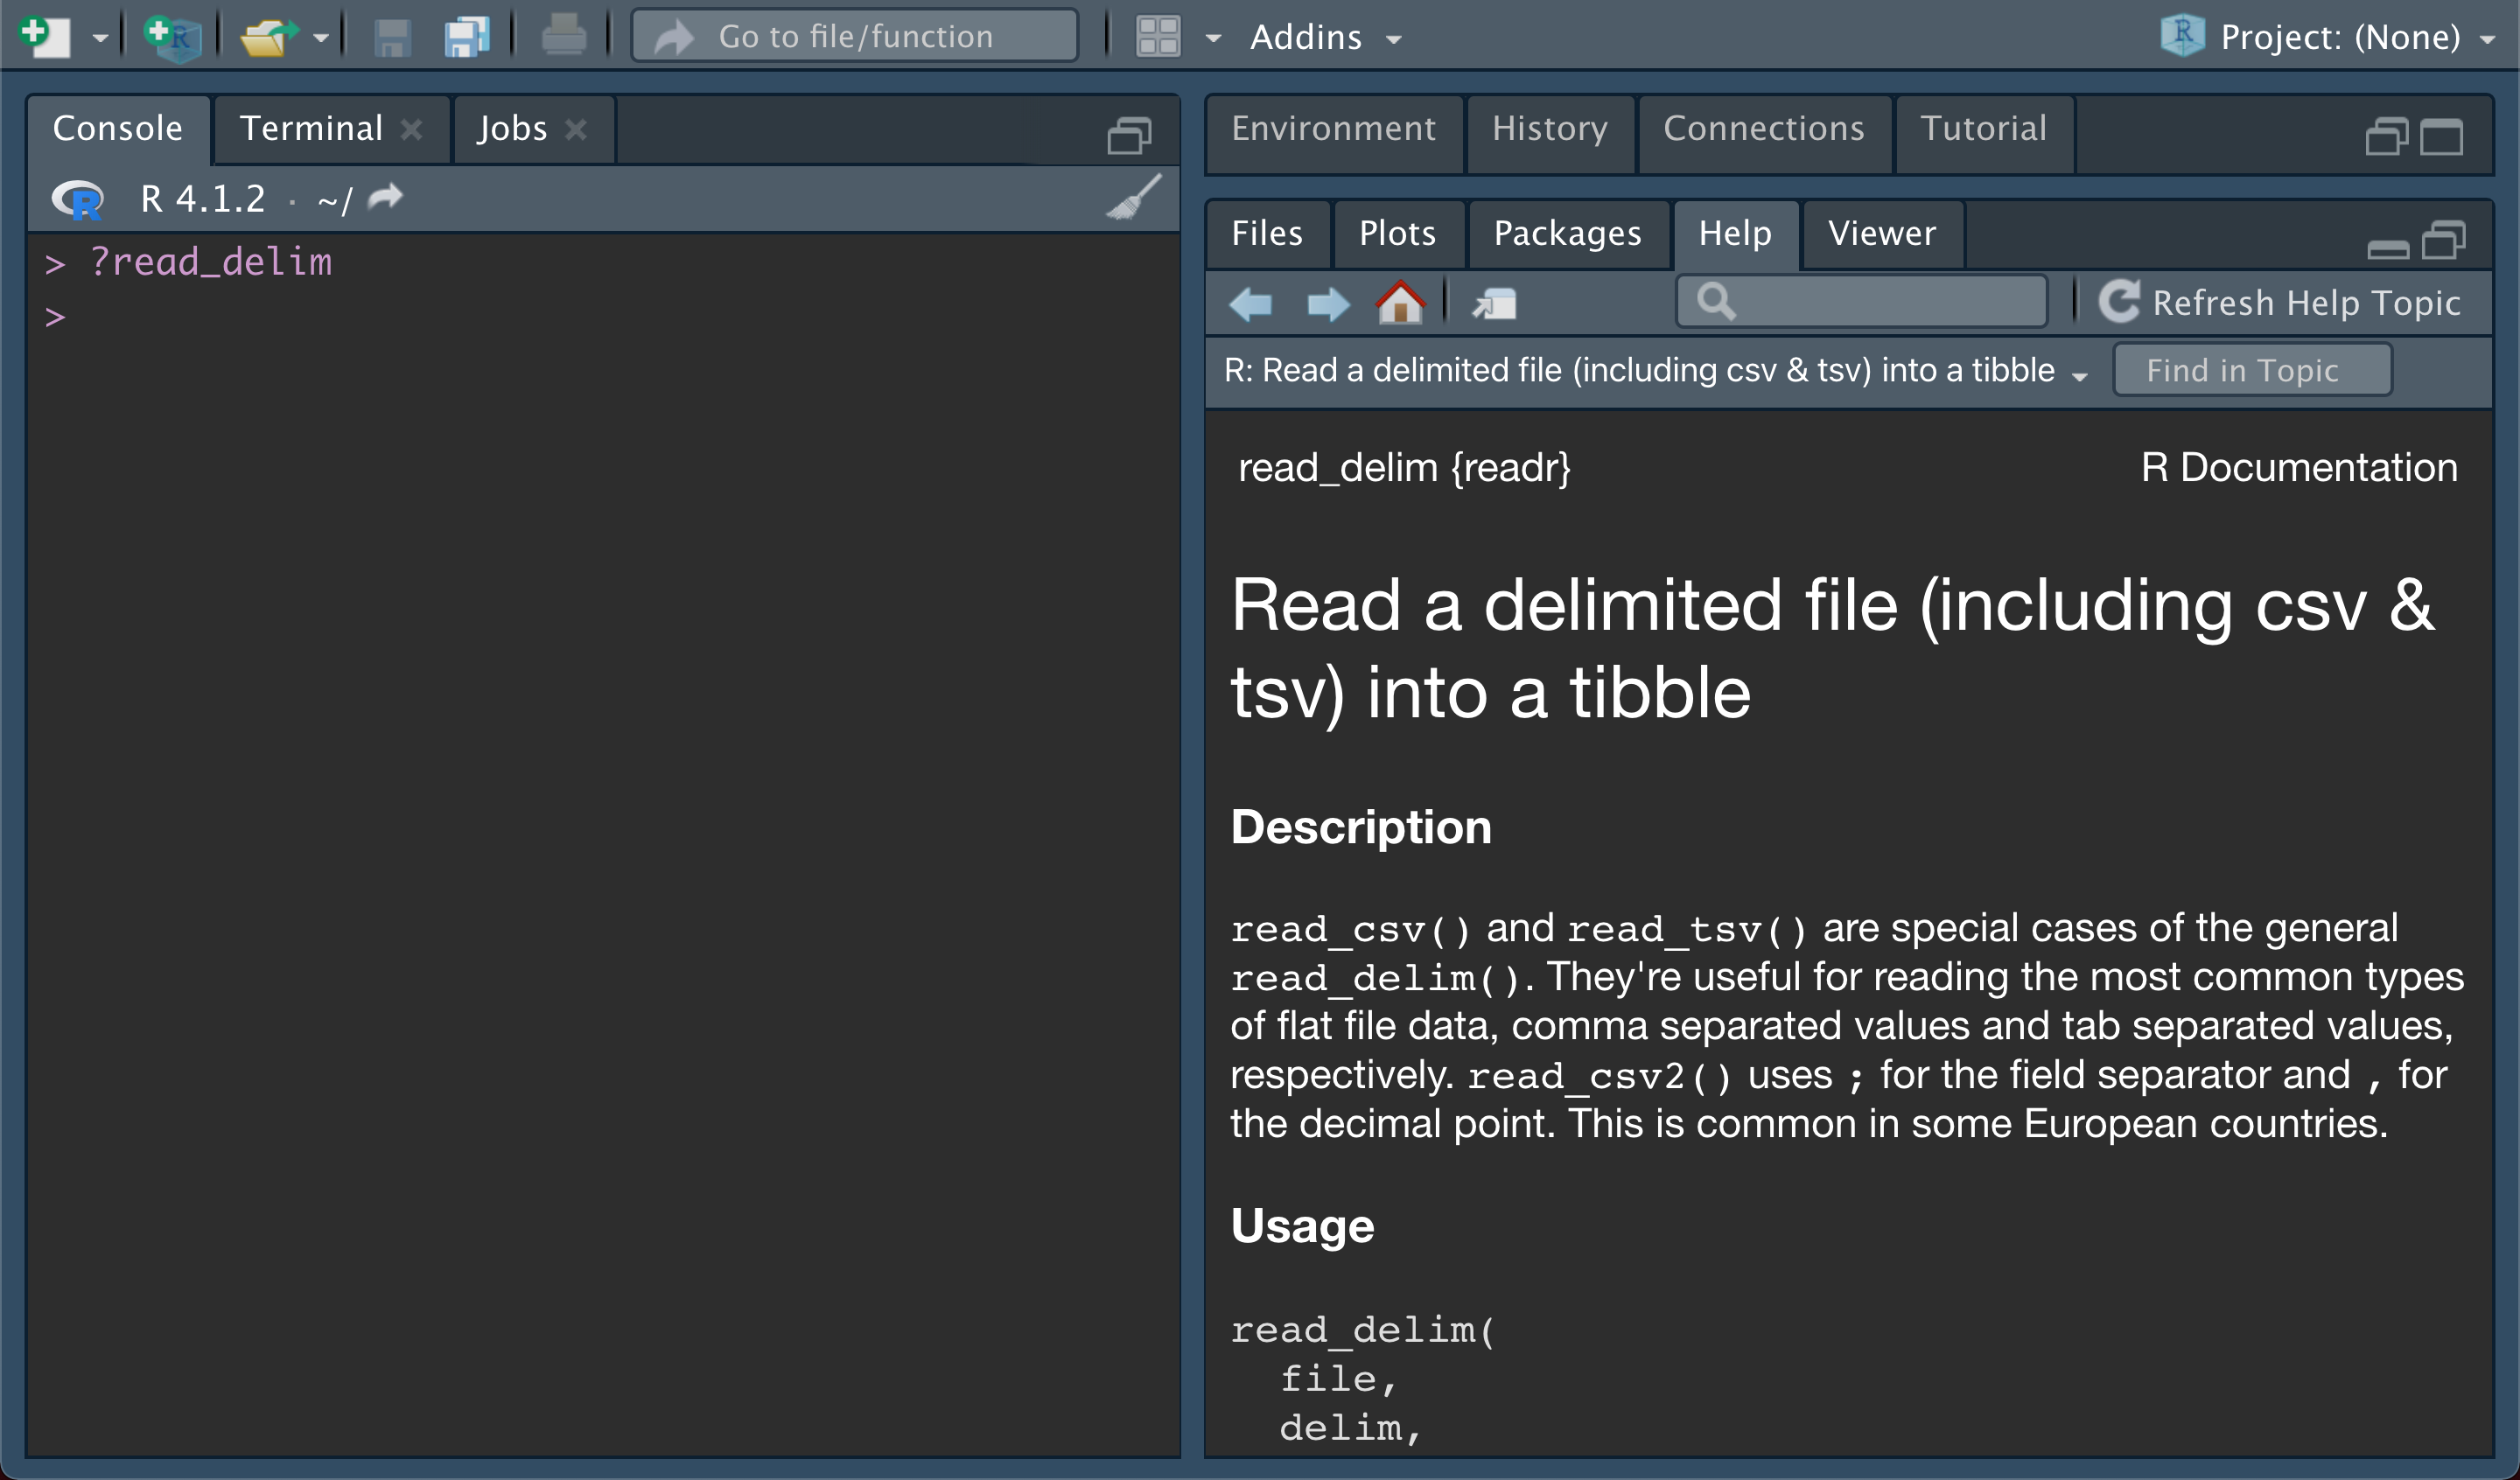 Go to file/function
Addins
Project: (None)
Console Terminal Jobs
R 4.1.2 · ~/
> ?read_delim
>
Environment History Connections Tutorial
Files Plots Packages Help Viewer
Refresh Help Topic
R: Read a delimited file (including csv & tsv) into a tibble
Find in Topic
read_delim {readr}
R Documentation
Read a delimited file (including csv &
tsv) into a tibble
Description
read_csv() and read_tsv() are special cases of the general
read_delim(). They're useful for reading the most common types
of flat file data, comma separated values and tab separated values,
respectively. read_csv2() uses ; for the field separator and , for
the decimal point. This is common in some European countries.
Usage
read_delim(
  file,
  delim,